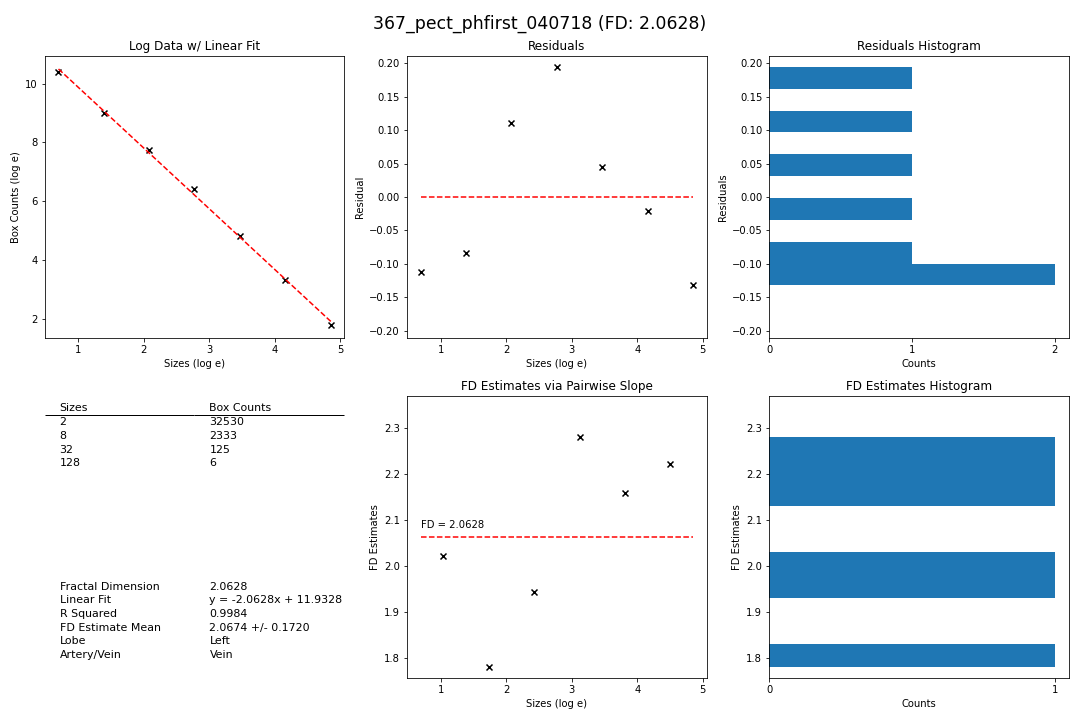 367_pect_phfirst_040718 (FD: 2.0628)
Log Data w/ Linear Fit
Box Counts (log e)
10
8
6
4
2
1 2 3 4 5
Sizes (log e)
Residuals
Residual
0.20
0.15
0.10
0.05
0.00
−0.05
−0.10
−0.15
−0.20
1 2 3 4 5
Sizes (log e)
Residuals Histogram
Residuals
0.20
0.15
0.10
0.05
0.00
−0.05
−0.10
−0.15
−0.20
0 1 2
Counts
Sizes Box Counts
2 32530
8 2333
32 125
128 6
Fractal Dimension 2.0628
Linear Fit y = -2.0628x + 11.9328
R Squared 0.9984
FD Estimate Mean 2.0674 +/- 0.1720
Lobe Left
Artery/Vein Vein
FD Estimates via Pairwise Slope
FD Estimates
2.3
2.2
2.1
2.0
1.9
1.8
FD = 2.0628
1 2 3 4 5
Sizes (log e)
FD Estimates Histogram
FD Estimates
2.3
2.2
2.1
2.0
1.9
1.8
0 1
Counts